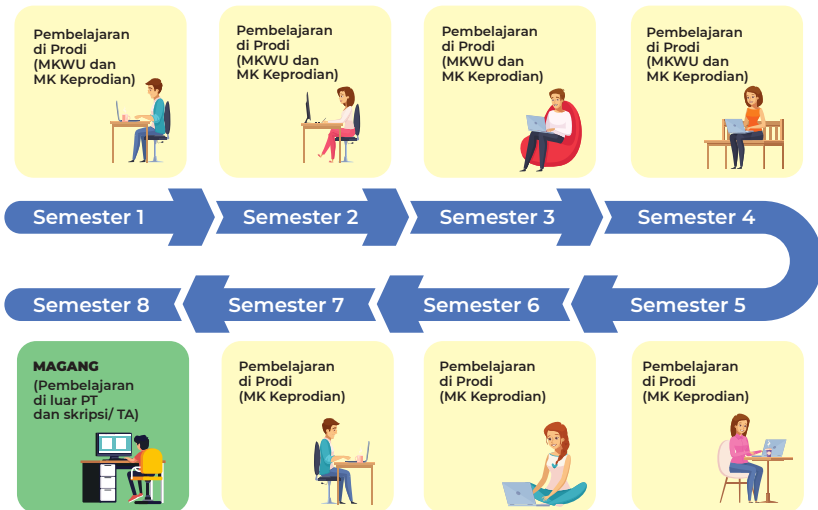 Pembelajaran
di Prodi
(MKWU dan
MK Keprodian)
Pembelajaran
di Prodi
(MKWU dan
MK Keprodian)
Pembelajaran
di Prodi
(MKWU dan
MK Keprodian)
Pembelajaran
di Prodi
(MKWU dan
MK Keprodian)
Semester 1
Semester 2
Semester 3
Semester 4
Semester 8
Semester 7
Semester 6
Semester 5
MAGANG
(Pembelajaran
di luar PT
dan skripsi/ TA)
Pembelajaran
di Prodi
(MK Keprodian)
Pembelajaran
di Prodi
(MK Keprodian)
Pembelajaran
di Prodi
(MK Keprodian)